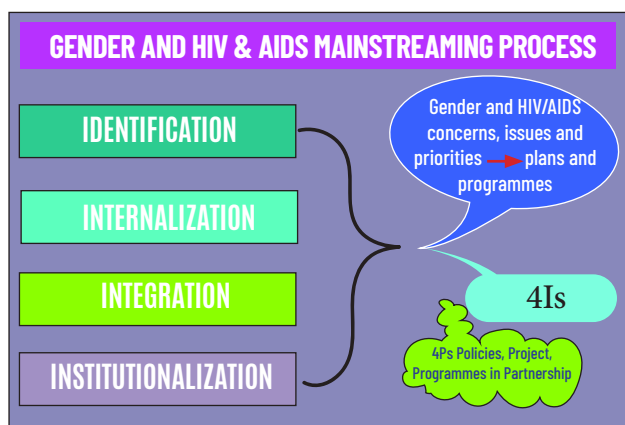 GENDER AND HIV & AIDS MAINSTREAMING PROCESS
IDENTIFICATION
INTERNALIZATION
INTEGRATION
INSTITUTIONALIZATION
Gender and HIV/AIDS
concerns, issues and
priorities plans and
programmes
4Is
4Ps Policies, Project,
Programmes in Partnership